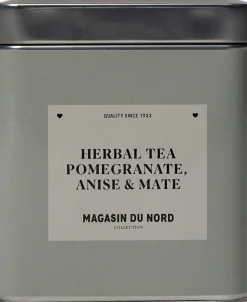 QUALITY SINCE 1933
HERBAL TEA
POMEGRANATE,
ANISE & MATE
MAGASIN DU NORD
COLLECTION